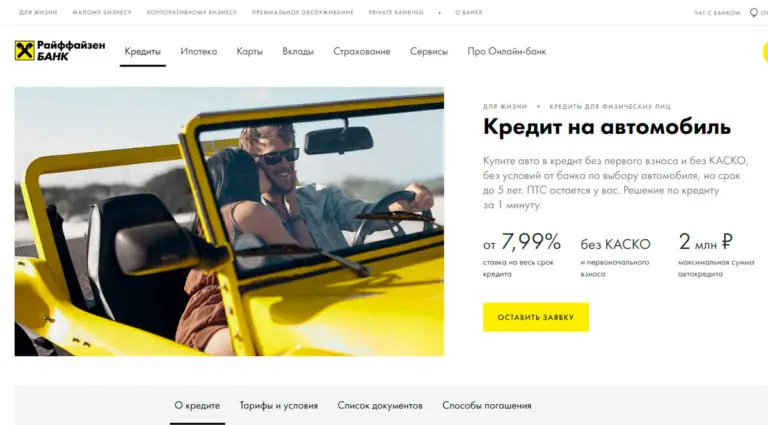 ДЛЯ ЖИЗНИ МАЛОМУ БИЗНЕСУ КОРПОРАТИВНОМУ БИЗНЕСУ ПРЕМИАЛЬНОЕ ОБСЛУЖИВАНИЕ PRIVATE BANKING • О БАНКЕ ЧАТ С БАНКОМ
Райффайзен
БАНК
Кредиты Ипотека Карты Вклады Страхование Сервисы Про Онлайн-банк
ДЛЯ ЖИЗНИ • КРЕДИТЫ ДЛЯ ФИЗИЧЕСКИХ ЛИЦ
Кредит на автомобиль
Купите авто в кредит без первого взноса и без КАСКО,
без условий от банка по выбору автомобиля, на срок
до 5 лет. ПТС остается у вас. Решение по кредиту
за 1 минуту.
от 7,99% без КАСКО 2 млн ₽
ставка на весь срок и первоначального максимальная сумма
кредита взноса автокредита
ОСТАВИТЬ ЗАЯВКУ
О кредите Тарифы и условия Список документов Способы погашения